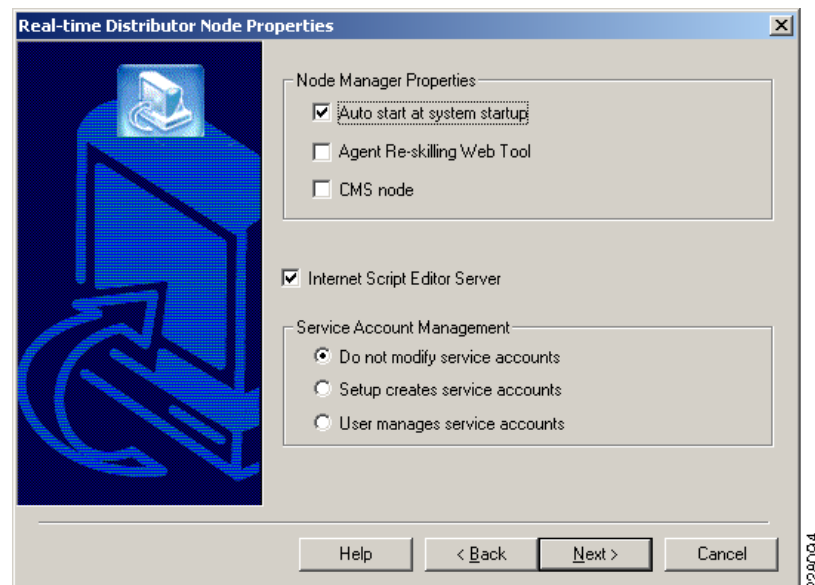 Real-time Distributor Node Properties
Node Manager Properties
Auto start at system startup
Agent Re-skilling Web Tool
CMS node
Internet Script Editor Server
Service Account Management
Do not modify service accounts
Setup creates service accounts
User manages service accounts
Help
< Back
Next >
Cancel